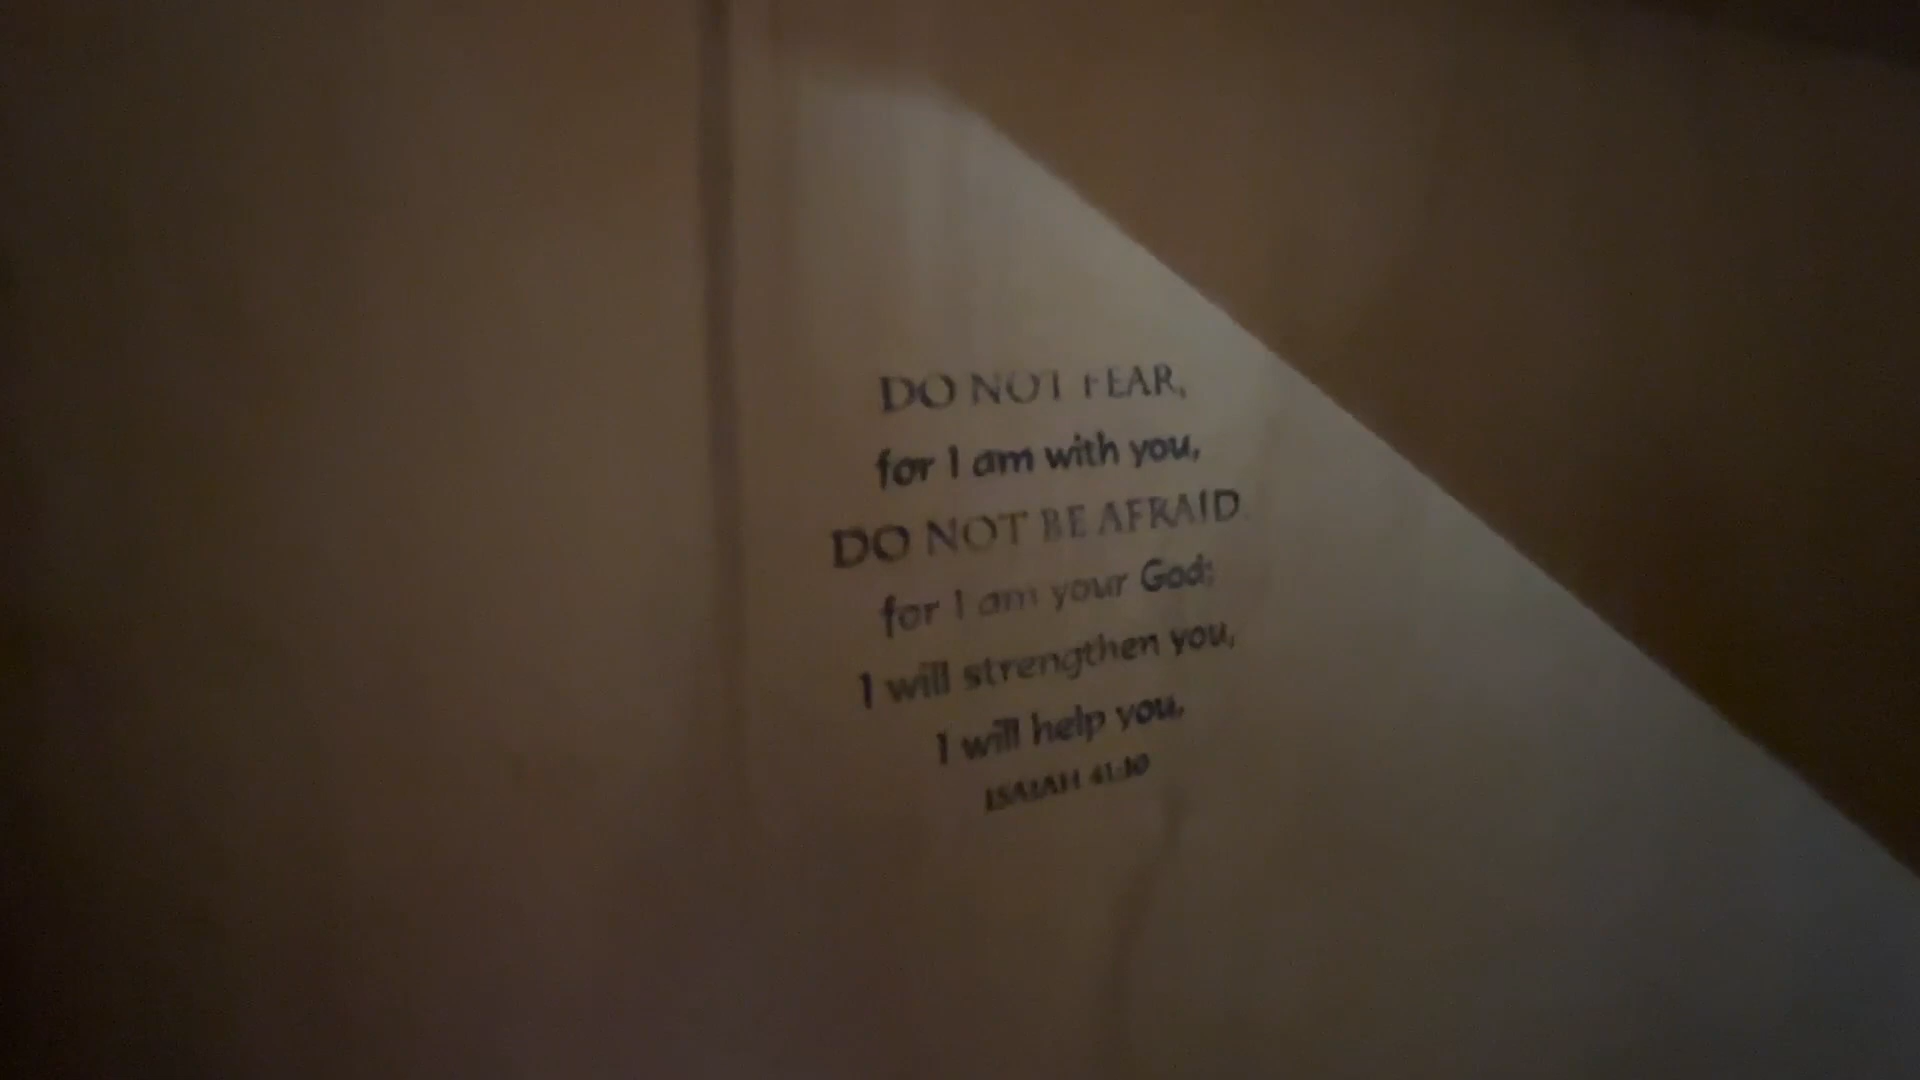 DO NOT FEAR,
for I am with you,
DO NOT BE AFRAID
for I am your God;
I will strengthen you,
I will help you,
ISAIAH 41:10